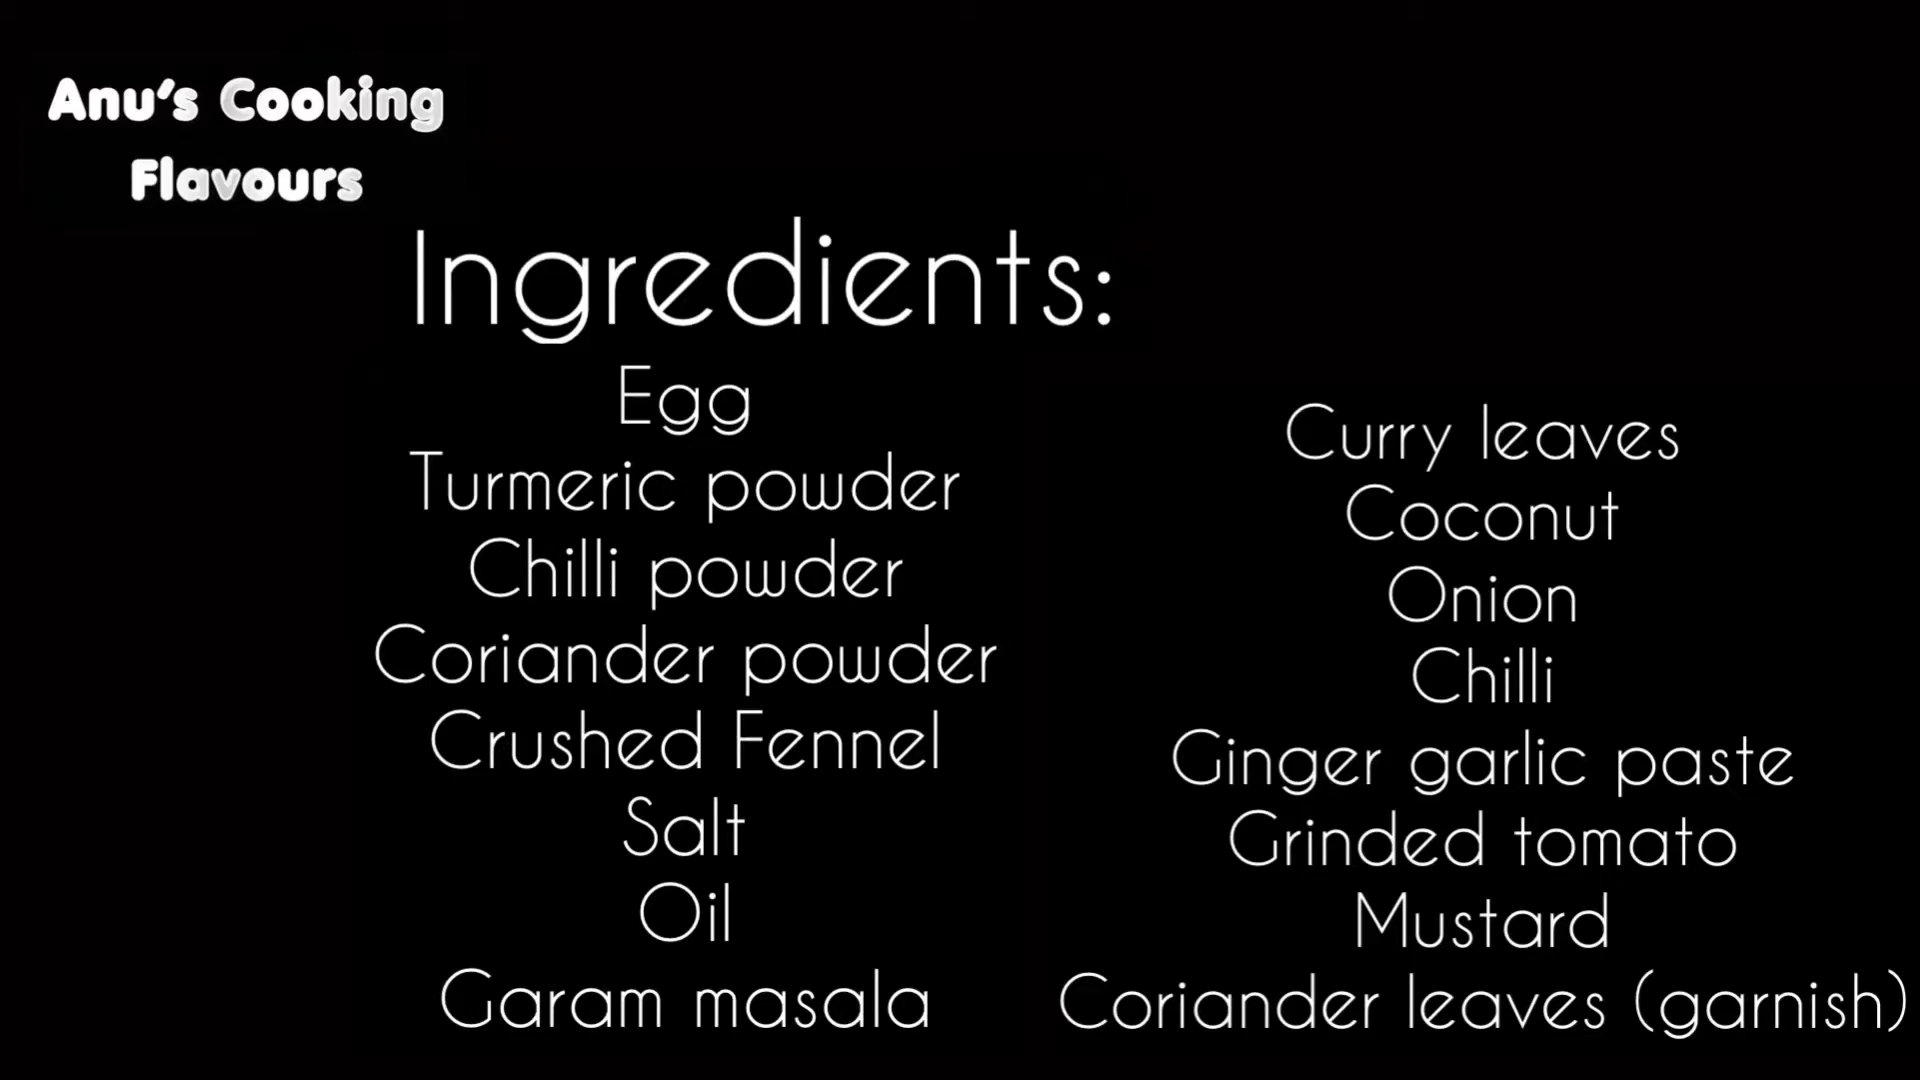 Anu's Cooking
Flavours
Ingredients:
Egg
Turmeric powder
Chilli powder
Coriander powder
Crushed Fennel
Salt
Oil
Garam masala
Curry leaves
Coconut
Onion
Chilli
Ginger garlic paste
Grinded tomato
Mustard
Coriander leaves (garnish)